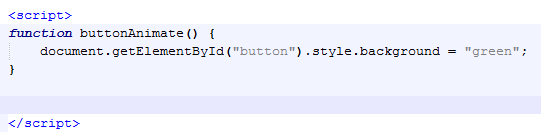 <script>
function buttonAnimate() {
    document.getElementById("button").style.background = "green";
}
</script>